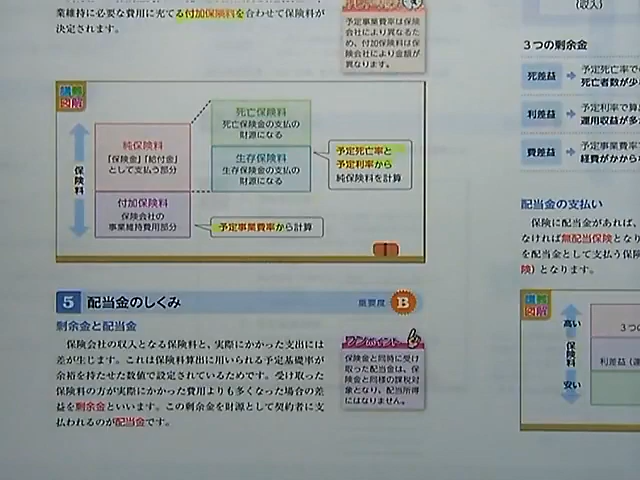 業維持に必要な費用に充てる付加保険料を合わせて保険料が
決定されます。
予定事業費率は保険
会社により異なるた
め、付加保険料は保
険会社により金額が
異なります。
講義
図解
保険料
純保険料
「保険金」「給付金」
として支払う部分
付加保険料
保険会社の
事業維持費用部分
死亡保険料
死亡保険金の支払の
財源になる
生存保険料
生存保険金の支払の
財源になる
予定死亡率と
予定利率から
純保険料を計算
予定事業費率から計算
5 配当金のしくみ
重要度 B
剰余金と配当金
保険会社の収入となる保険料と、実際にかかった支出には
差が生じます。これは保険料算出に用いられる予定基礎率が
余裕を持たせた数値で設定されているためです。受け取った
保険料の方が実際にかかった費用よりも多くなった場合の差
益を剰余金といいます。この剰余金を財源として契約者に支
払われるのが配当金です。
ワンポイント
保険金と同時に受け
取った配当金は、保
険金と同様の課税対
象となり、配当所得
にはなりません。
(収入)
3つの剰余金
死差益
予定死亡率で
死亡者数が少
利差益
予定利率で算
運用収益が多
費差益
予定事業費率
経費がかから
配当金の支払い
保険に配当金があれば、
なければ無配当保険とな
を配当金として支払う保険
険）となります。
講義
図解
高い
保険料
安い
3つ
利差益